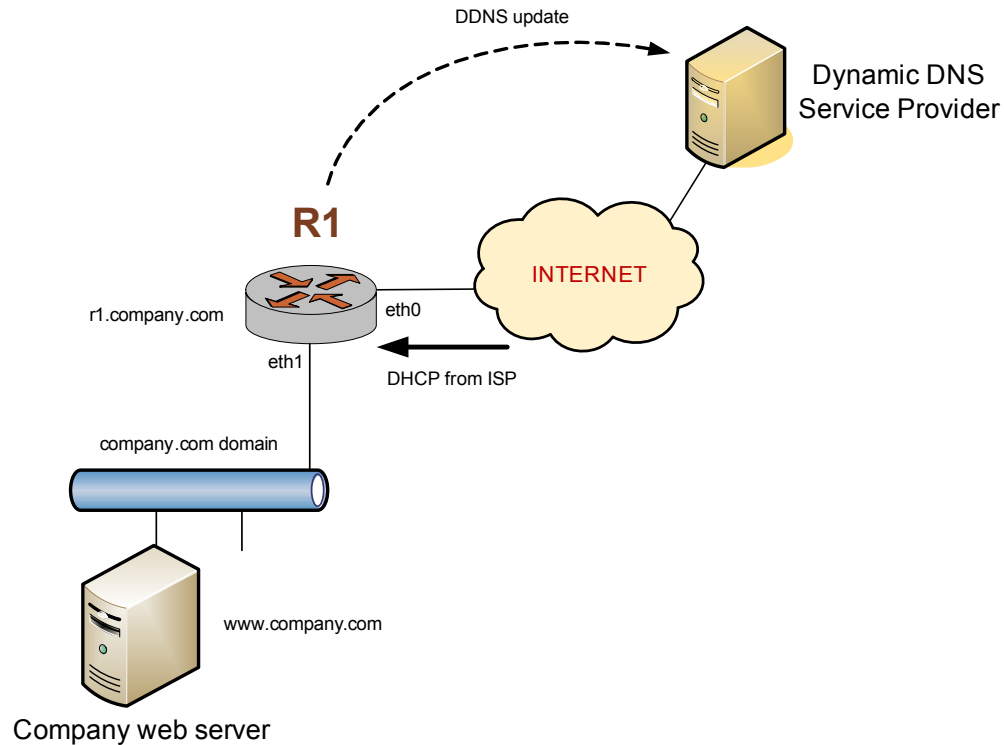 DDNS update
Dynamic DNS
Service Provider
R1
INTERNET
r1.company.com
eth0
eth1
DHCP from ISP
company.com domain
www.company.com
Company web server